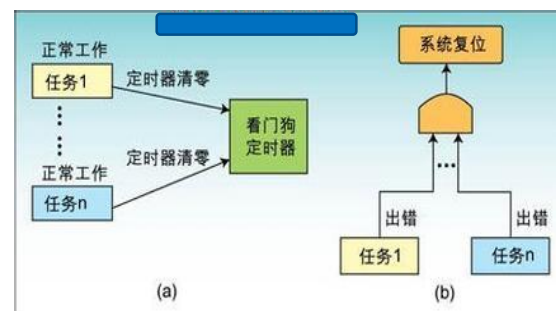 正常工作
任务1
定时器清零
正常工作
定时器清零
任务n
看门狗
定时器
(a)
系统复位
出错
出错
任务1
任务n
(b)